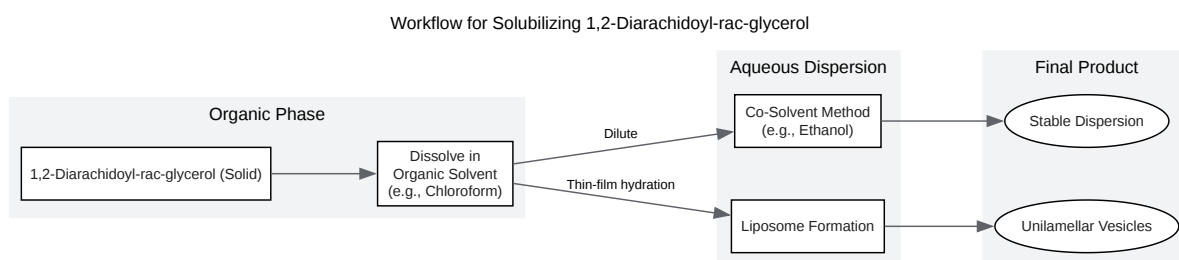 Workflow for Solubilizing 1,2-Diarachidoyl-rac-glycerol
Organic Phase
1,2-Diarachidoyl-rac-glycerol (Solid)
Dissolve in
Organic Solvent
(e.g., Chloroform)
Dilute
Thin-film hydration
Aqueous Dispersion
Co-Solvent Method
(e.g., Ethanol)
Liposome Formation
Final Product
Stable Dispersion
Unilamellar Vesicles